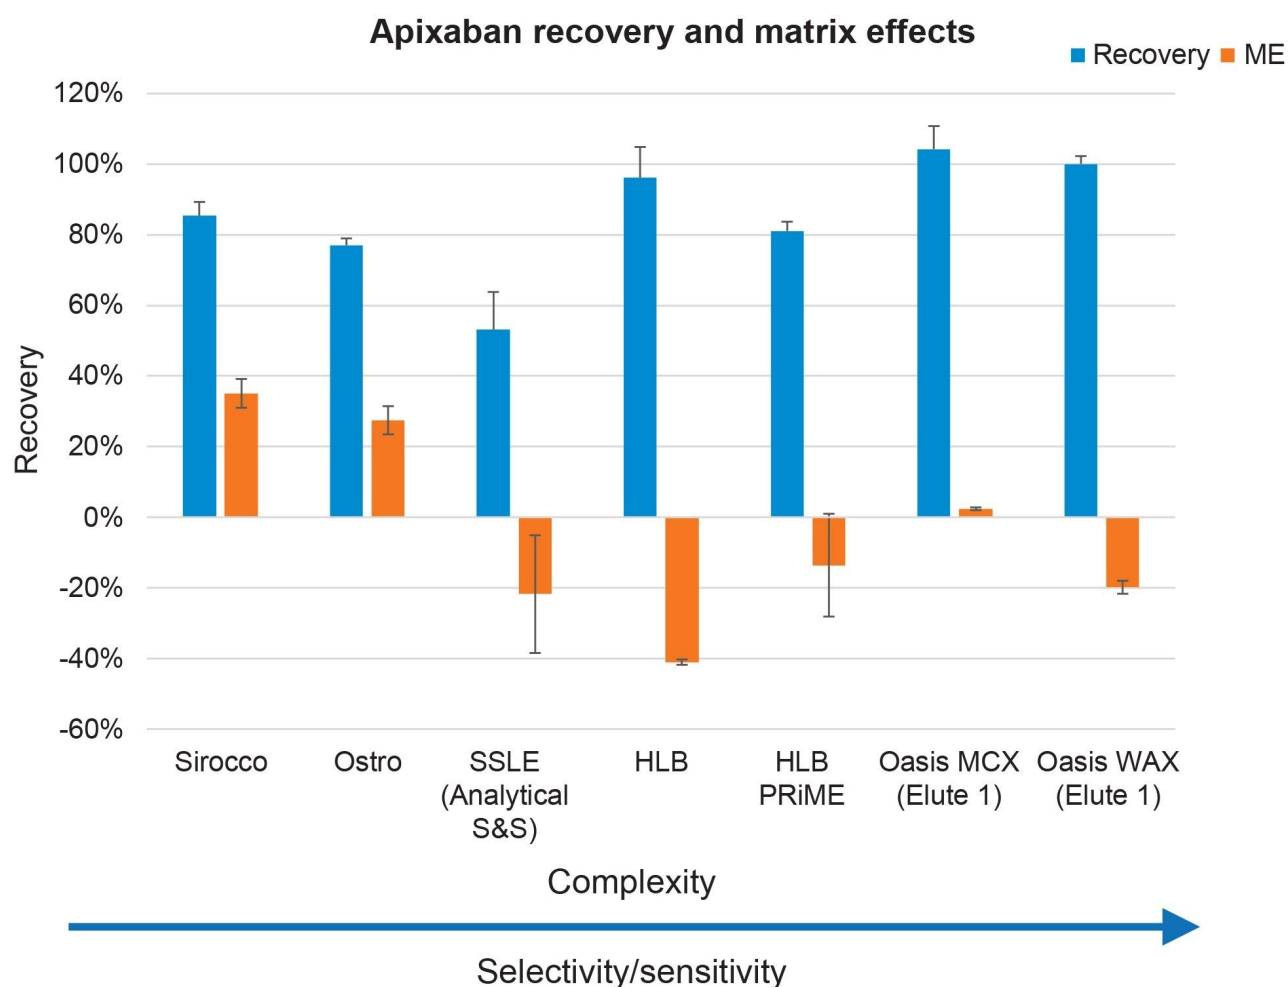 Apixaban recovery and matrix effects
Recovery ME
120%
100%
80%
60%
40%
20%
0%
-20%
-40%
-60%
Recovery
Sirocco Ostro SSLE HLB HLB Oasis MCX Oasis WAX
(Analytical PRiME (Elute 1) (Elute 1)
S&S)
Complexity
Selectivity/sensitivity